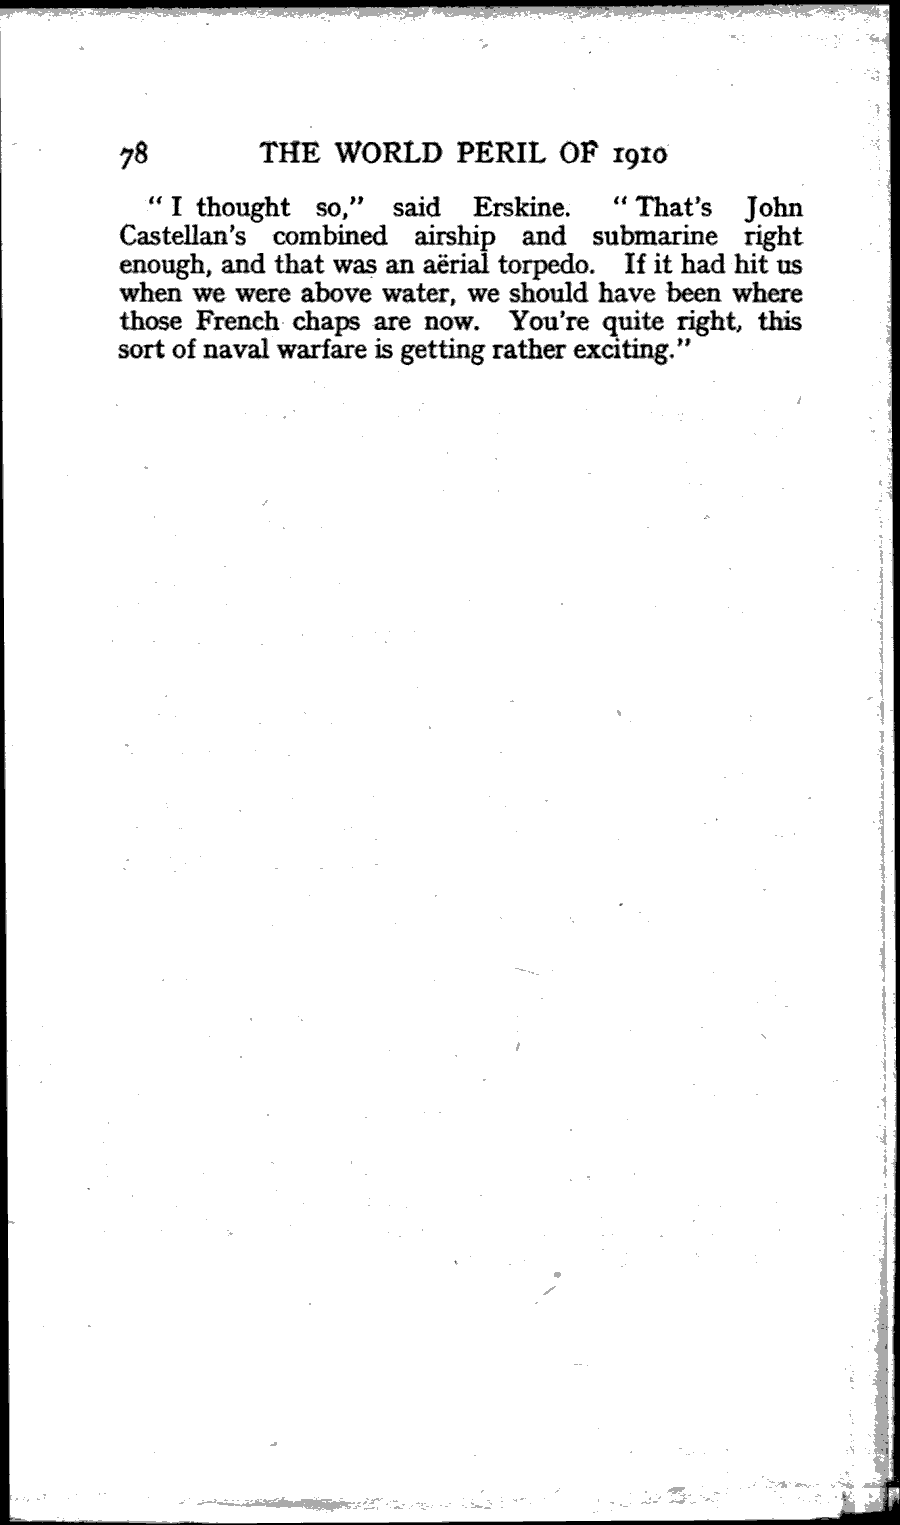 78 THE WORLD PERIL OF 1910
" I thought so," said Erskine. " That's John
Castellan's combined airship and submarine right
enough, and that was an aërial torpedo. If it had hit us
when we were above water, we should have been where
those French chaps are now. You're quite right, this
sort of naval warfare is getting rather exciting."